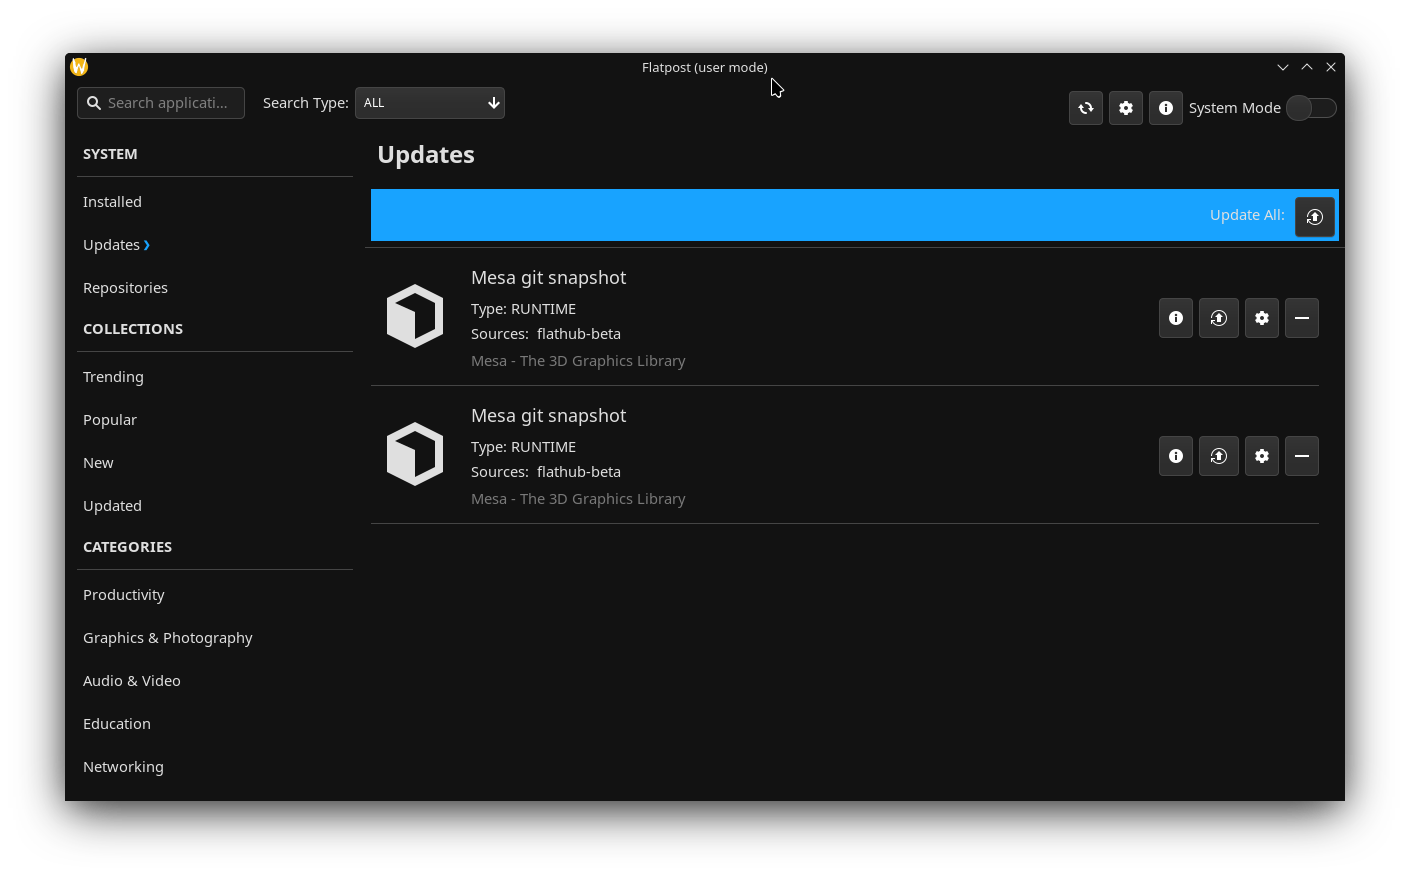 Flatpost (user mode)
Search applicati...
Search Type:
ALL
System Mode
SYSTEM
Installed
Updates
Repositories
COLLECTIONS
Trending
Popular
New
Updated
CATEGORIES
Productivity
Graphics & Photography
Audio & Video
Education
Networking
Updates
Update All:
Mesa git snapshot
Type: RUNTIME
Sources: flathub-beta
Mesa - The 3D Graphics Library
Mesa git snapshot
Type: RUNTIME
Sources: flathub-beta
Mesa - The 3D Graphics Library